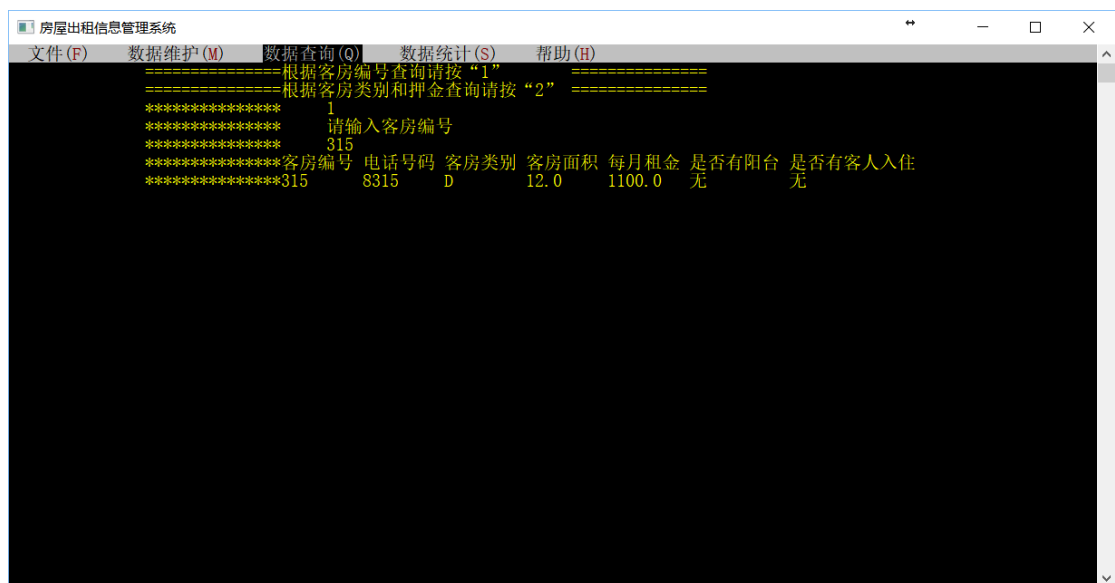 房屋出租信息管理系统
文件(F) 数据维护(M) 数据查询(Q) 数据统计(S) 帮助(H)
===============根据客房编号查询请按“1” ===============
===============根据客房类别和押金查询请按“2” ===============
*************** 1
*************** 请输入客房编号
*************** 315
***************客房编号 电话号码 客房类别 客房面积 每月租金 是否有阳台 是否有客人入住
***************315 8315 D 12.0 1100.0 无 无